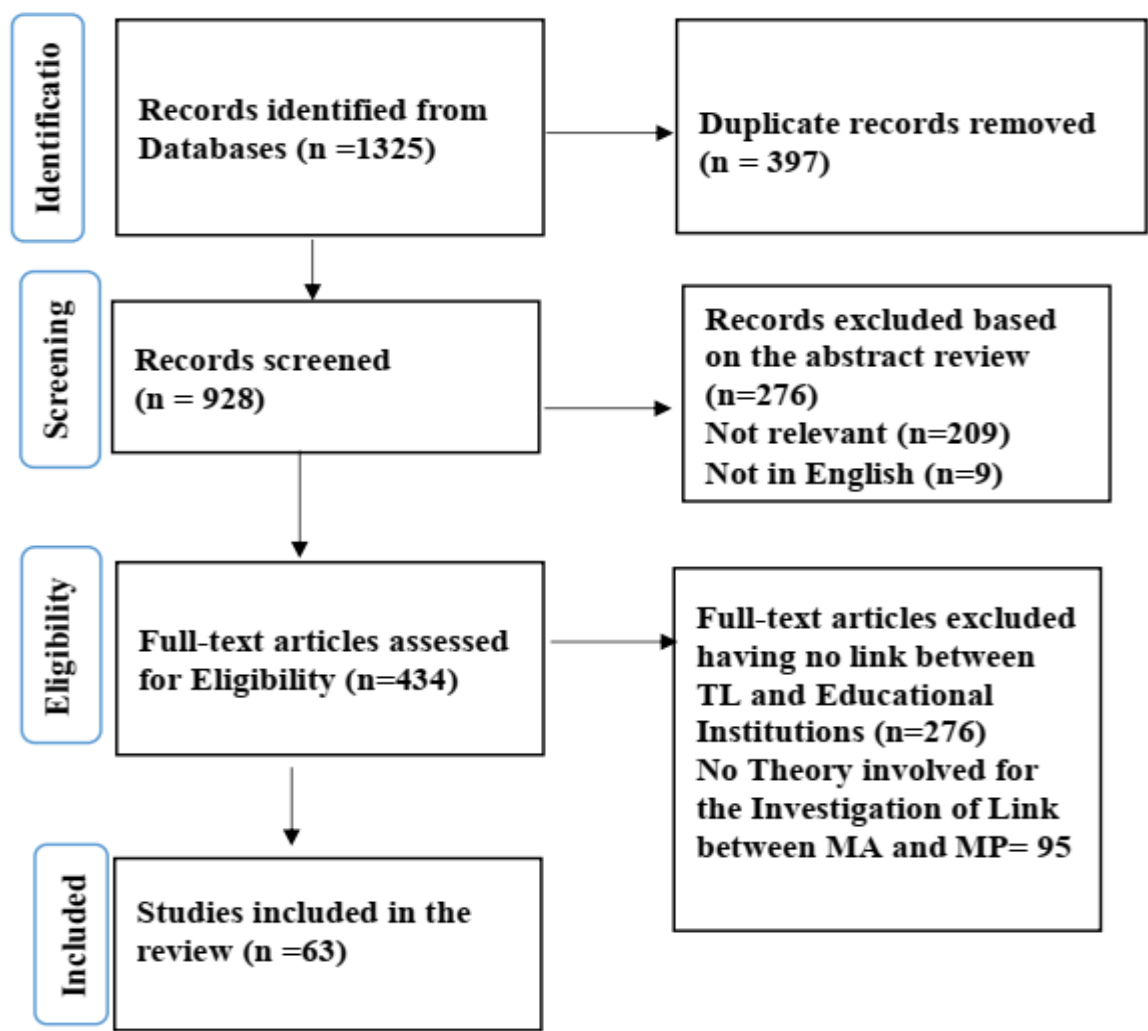 Identificatio
Records identified from
Databases (n =1325)
Duplicate records removed
(n = 397)
Screening
Records screened
(n = 928)
Records excluded based
on the abstract review
(n=276)
Not relevant (n=209)
Not in English (n=9)
Eligibility
Full-text articles assessed
for Eligibility (n=434)
Full-text articles excluded
having no link between
TL and Educational
Institutions (n=276)
No Theory involved for
the Investigation of Link
between MA and MP= 95
Included
Studies included in the
review (n =63)